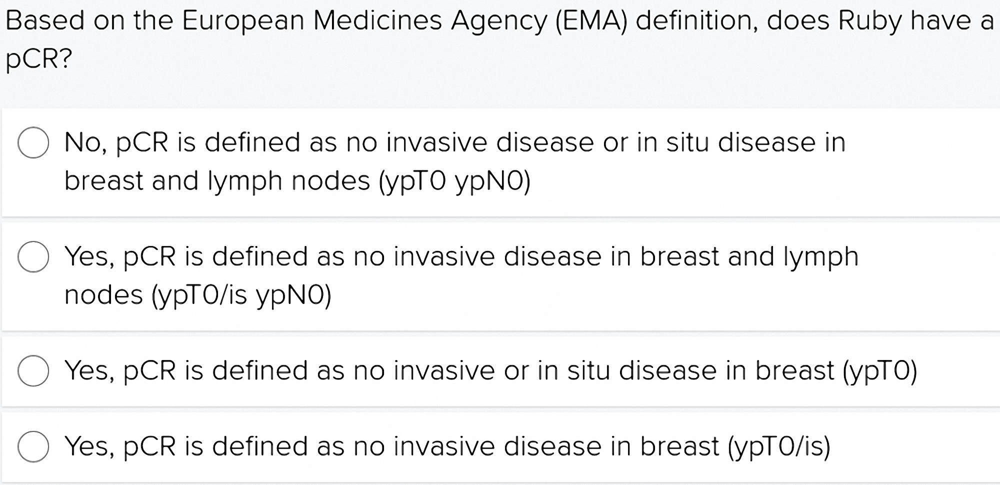 Based on the European Medicines Agency (EMA) definition, does Ruby have a
pCR?
No, pCR is defined as no invasive disease or in situ disease in
breast and lymph nodes (ypT0 ypN0)
Yes, pCR is defined as no invasive disease in breast and lymph
nodes (ypT0/is ypN0)
Yes, pCR is defined as no invasive or in situ disease in breast (ypT0)
Yes, pCR is defined as no invasive disease in breast (ypT0/is)